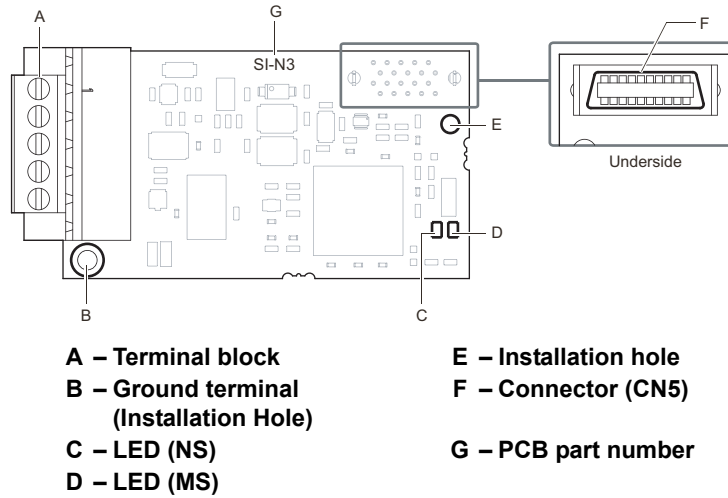 A
G
F
SI-N3
E
Underside
D
B
C
A – Terminal block
B – Ground terminal
(Installation Hole)
C – LED (NS)
D – LED (MS)
E – Installation hole
F – Connector (CN5)
G – PCB part number